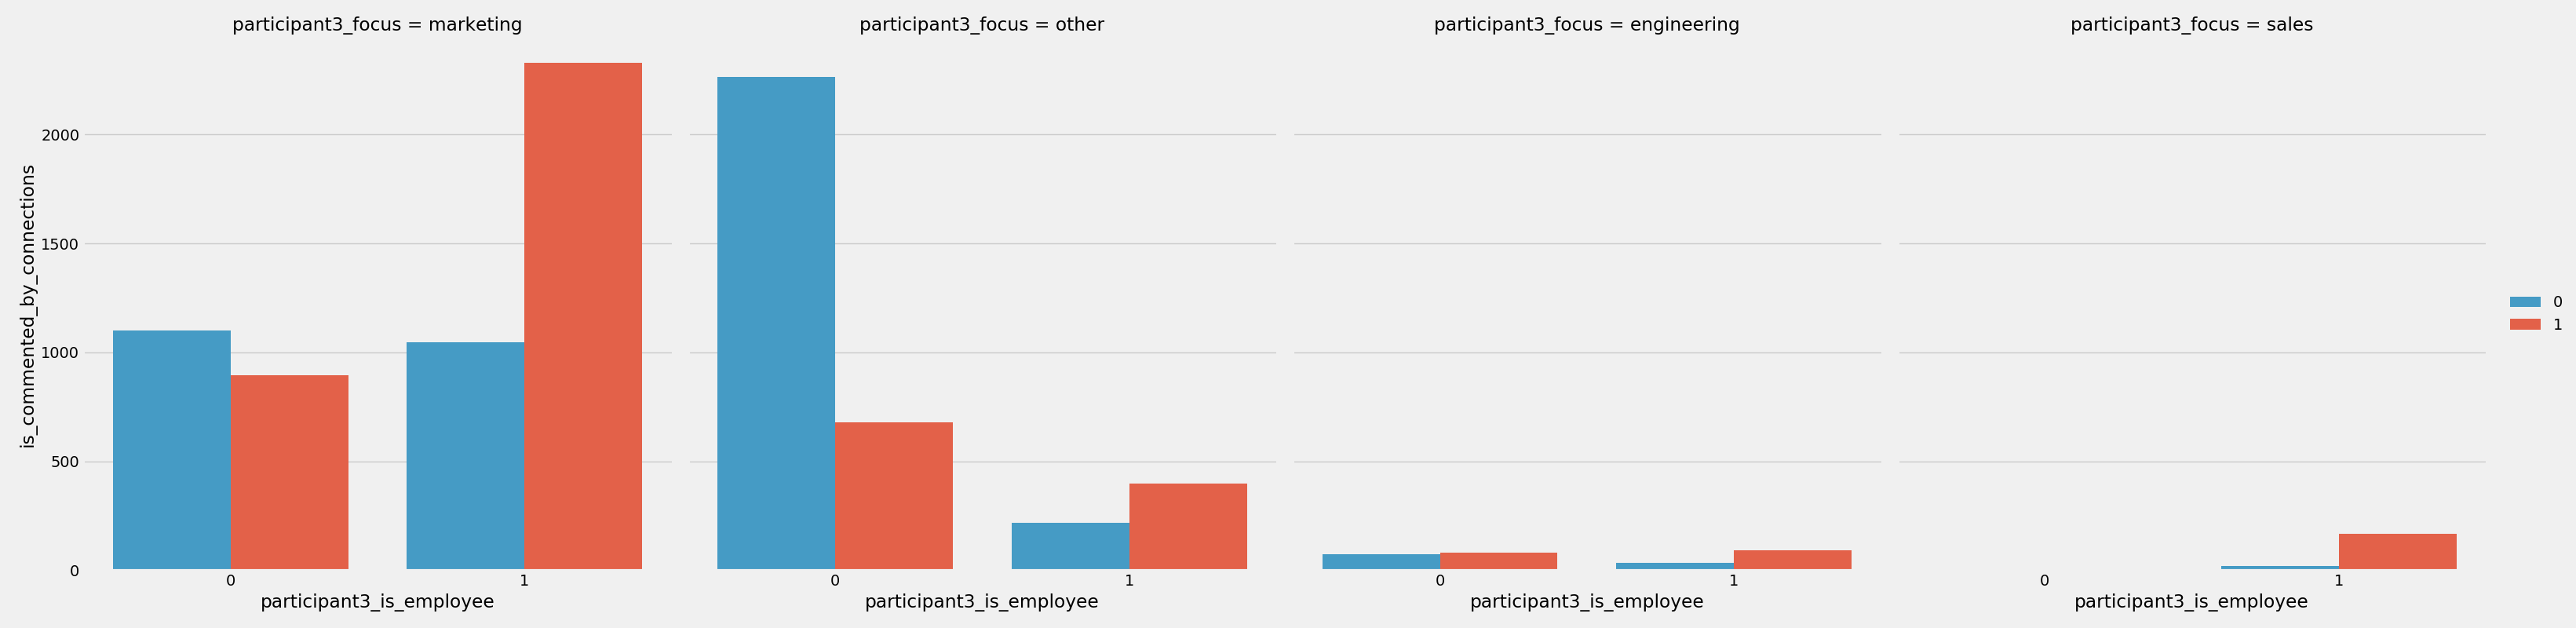 participant3_focus = marketing
participant3_focus = other
participant3_focus = engineering
participant3_focus = sales
is_commented_by_connections
2000
1500
1000
500
0
0 1
0 1
0 1
0 1
participant3_is_employee
participant3_is_employee
participant3_is_employee
participant3_is_employee
0
1